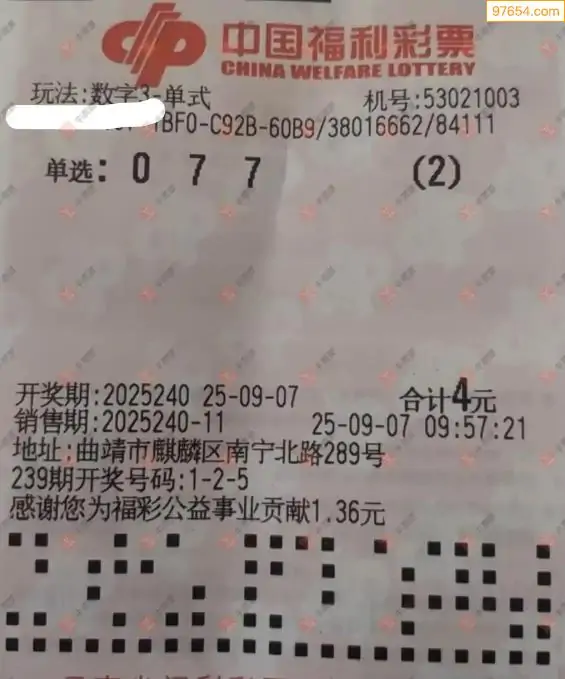 97654.com
中国福利彩票
CHINA WELFARE LOTTERY
玩法:数字3-单式 机号:53021003
1BF0-C92B-60B9/38016662/84111
单选: 0 7 7 (2)
开奖期:2025240 25-09-07 合计4元
销售期:2025240-11 25-09-07 09:57:21
地址:曲靖市麒麟区南宁北路289号
239期开奖号码:1-2-5
感谢您为福彩公益事业贡献1.36元